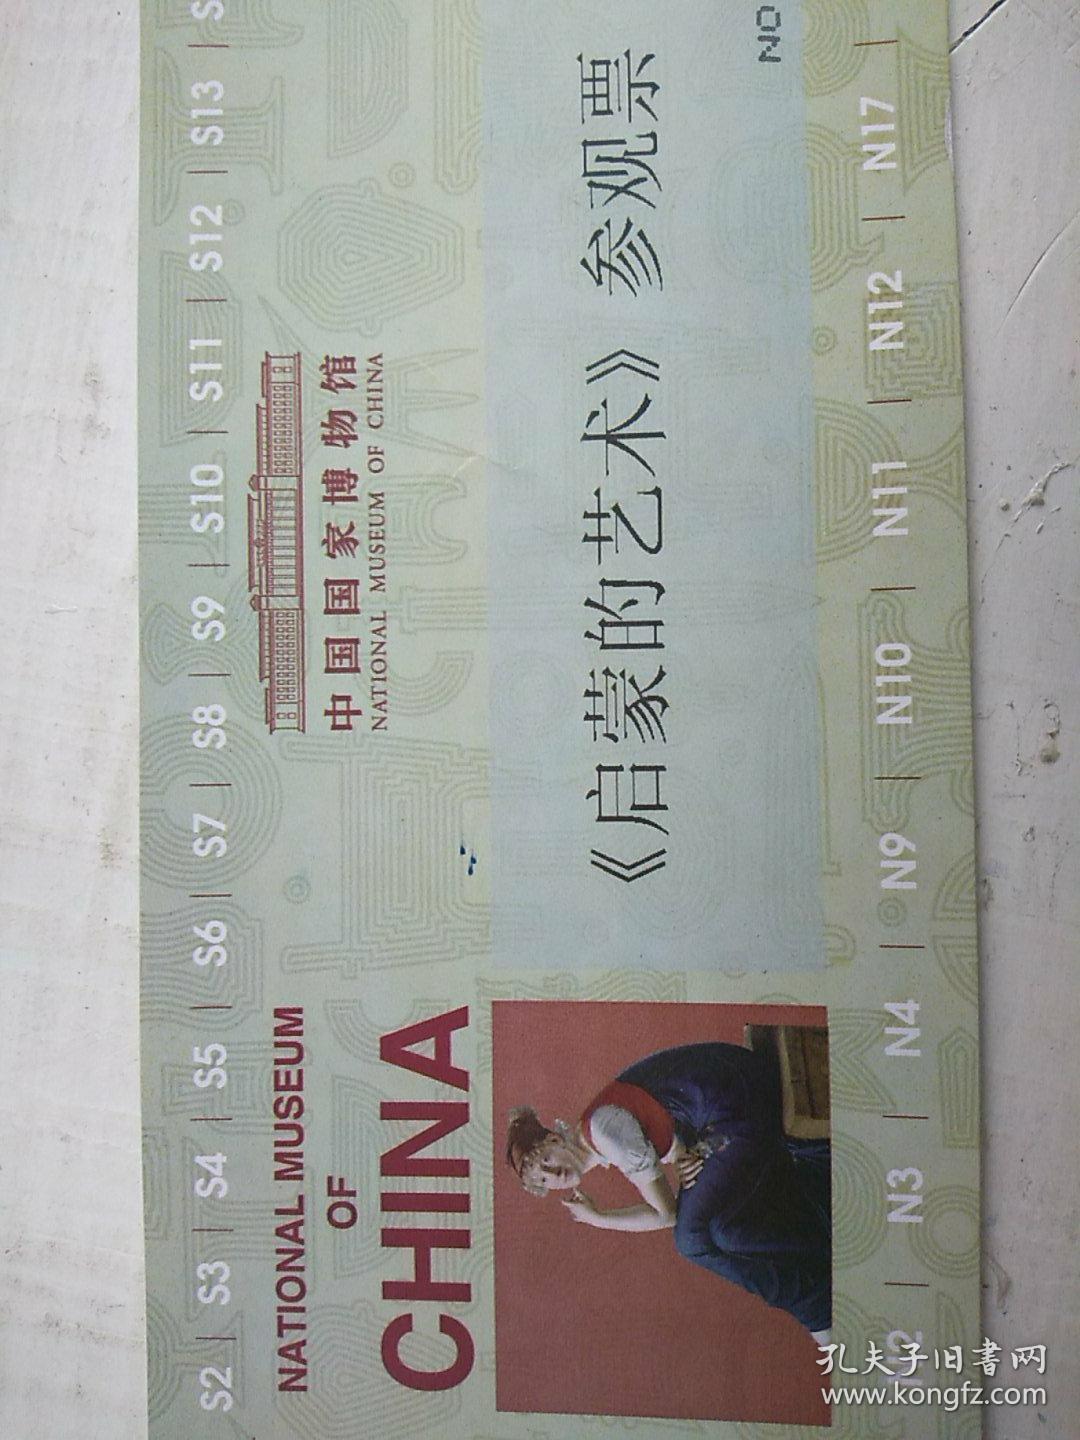 S2 | S3 | S4 | S5 | S6 | S7 | S8 | S9 | S10 | S11 | S12 | S13 |
NATIONAL MUSEUM
OF
CHINA
中国国家博物馆
NATIONAL MUSEUM OF CHINA
《启蒙的艺术》参观票
NO
N2 | N3 | N4 | N9 | N10 | N11 | N12 | N17 |
孔夫子旧書网
www.kongfz.com